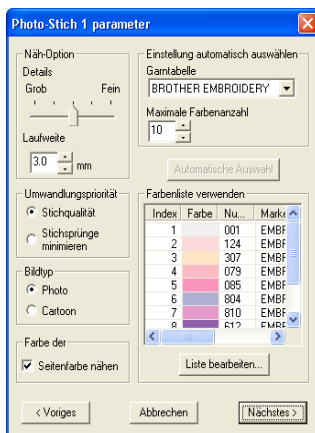 Photo-Stich 1 parameter
Näh-Option
Details
Grob Fein
Laufweite
3.0 mm
Umwandlungspriorität
Stichqualität
Stichsprünge
minimieren
Bildtyp
Photo
Cartoon
Farbe der
Seitenfarbe nähen
Einstellung automatisch auswählen
Garntabelle
BROTHER EMBROIDERY
Maximale Farbenanzahl
10
Automatische Auswahl
Farbenliste verwenden
Index Farbe Nu... Marke
1 001 EMBF
2 124 EMBF
3 307 EMBF
4 079 EMBF
5 085 EMBF
6 804 EMBF
7 810 EMBF
8 612 EMBF
Liste bearbeiten...
< Voriges Abbrechen Nächstes >